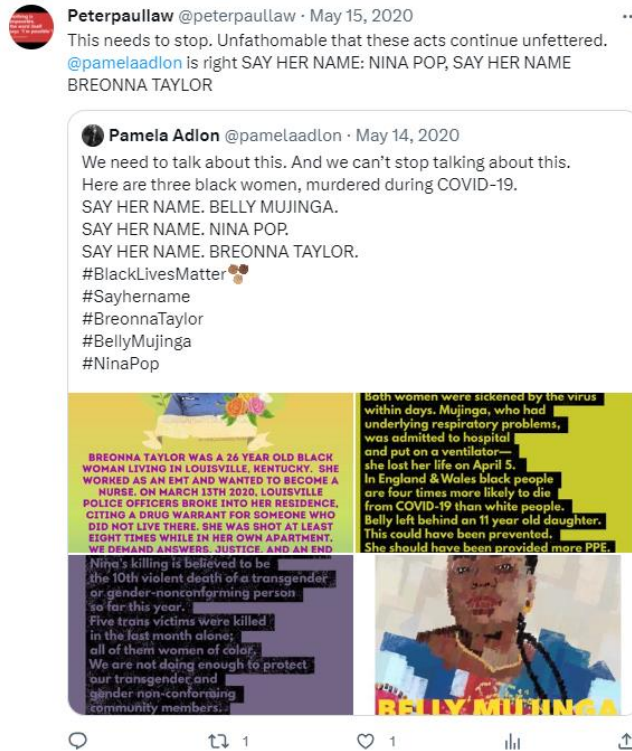 Peterpaullaw @peterpaullaw · May 15, 2020
This needs to stop. Unfathomable that these acts continue unfettered.
@pamelaadlon is right SAY HER NAME: NINA POP, SAY HER NAME
BREONNA TAYLOR
Pamela Adlon @pamelaadlon · May 14, 2020
We need to talk about this. And we can't stop talking about this.
Here are three black women, murdered during COVID-19.
SAY HER NAME. BELLY MUJINGA.
SAY HER NAME. NINA POP.
SAY HER NAME. BREONNA TAYLOR.
#BlackLivesMatter
#Sayhername
#BreonnaTaylor
#BellyMujinga
#NinaPop
BREONNA TAYLOR WAS A 26 YEAR OLD BLACK
WOMAN LIVING IN LOUISVILLE, KENTUCKY. SHE
WORKED AS AN EMT AND WANTED TO BECOME A
NURSE. ON MARCH 13TH 2020, LOUISVILLE
POLICE OFFICERS BROKE INTO HER RESIDENCE,
CITING A DRUG WARRANT FOR SOMEONE WHO
DID NOT LIVE THERE. SHE WAS SHOT AT LEAST
EIGHT TIMES WHILE IN HER OWN APARTMENT.
WE DEMAND ANSWERS, JUSTICE, AND AN END
Both women were sickened by the virus
within days. Mujinga, who had
underlying respiratory problems,
was admitted to hospital
and put on a ventilator—
she lost her life on April 5.
In England & Wales black people
are four times more likely to die
from COVID-19 than white people.
Belly left behind an 11 year old daughter.
This could have been prevented.
She should have been provided more PPE.
Nina's killing is believed to be
the 10th violent death of a transgender
or gender-nonconforming person
so far this year.
Five trans victims were killed
in the last month alone;
all of them women of color.
We are not doing enough to protect
our transgender and
gender non-conforming
community members.
BELLY MUJINGA
1
1